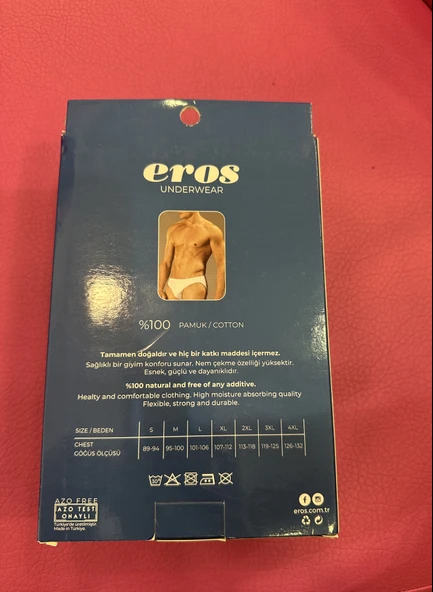 eros
UNDERWEAR
%100 PAMUK / COTTON
Tamamen doğaldır ve hiç bir katkı maddesi içermez.
Sağlıklı bir giyim konforu sunar. Nem çekme özelliği yüksektir.
Esnek, güçlü ve dayanıklıdır.
%100 natural and free of any additive.
Healty and comfortable clothing. High moisture absorbing quality
Flexible, strong and durable.
SIZE / BEDEN S M L XL 2XL 3XL 4XL
CHEST
GÖĞÜS ÖLÇÜSÜ 89-94 95-100 101-106 107-112 113-118 119-125 126-132
30°
AZO FREE
AZO TEST
ONAYLI
Türkiye'de üretilmiştir.
Made in Türkiye.
eros.com.tr